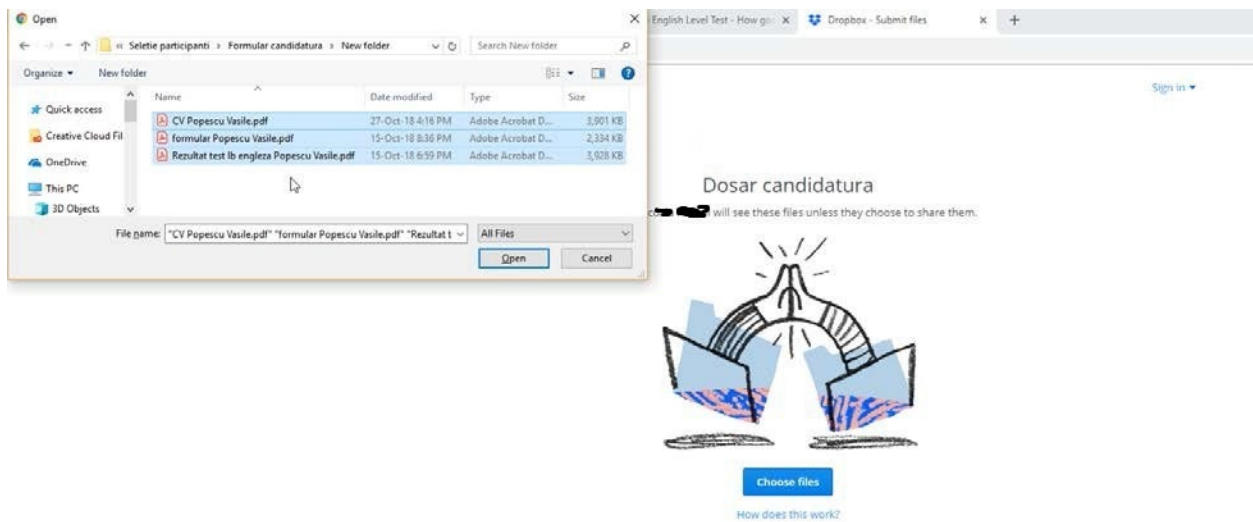 Open
English Level Test - How go
Dropbox - Submit files
« Seletie participanti › Formular candidatura › New folder
Search New folder
Organize
New folder
Name
Date modified
Type
Size
Quick access
CV Popescu Vasile.pdf
27-Oct-18 4:16 PM
Adobe Acrobat D...
3,901 KB
Creative Cloud Fil
formular Popescu Vasile.pdf
15-Oct-18 8:36 PM
Adobe Acrobat D...
2,334 KB
OneDrive
Rezultat test lb engleza Popescu Vasile.pdf
15-Oct-18 6:59 PM
Adobe Acrobat D...
3,928 KB
This PC
3D Objects
File name: "CV Popescu Vasile.pdf" "formular Popescu Vasile.pdf" "Rezultat t
All Files
Open
Cancel
Sign in
Dosar candidatura
will see these files unless they choose to share them.
Choose files
How does this work?